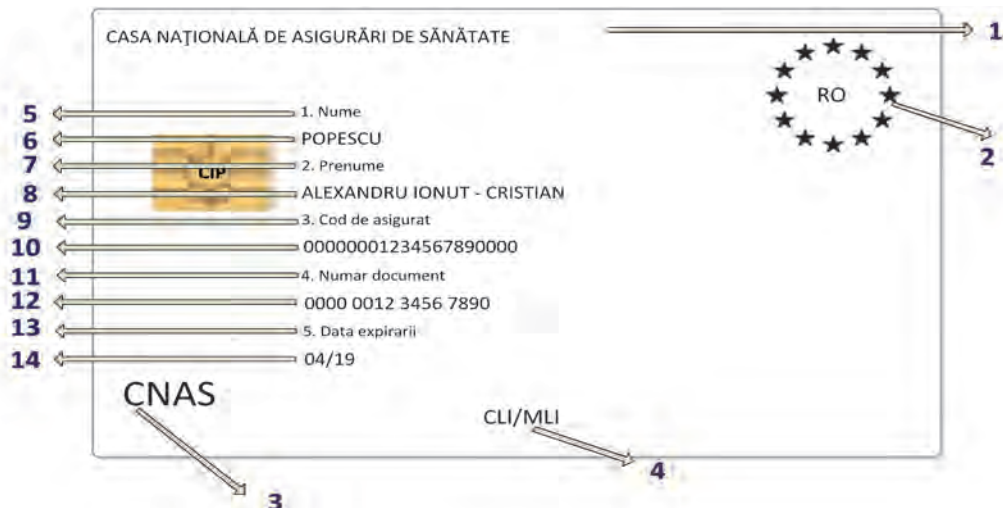 CASA NAŢIONALĂ DE ASIGURĂRI DE SĂNĂTATE
1
RO
2
5
1. Nume
6
POPESCU
7
2. Prenume
CIP
8
ALEXANDRU IONUT - CRISTIAN
9
3. Cod de asigurat
10
00000001234567890000
11
4. Numar document
12
0000 0012 3456 7890
13
5. Data expirarii
14
04/19
CNAS
CLI/MLI
4
3